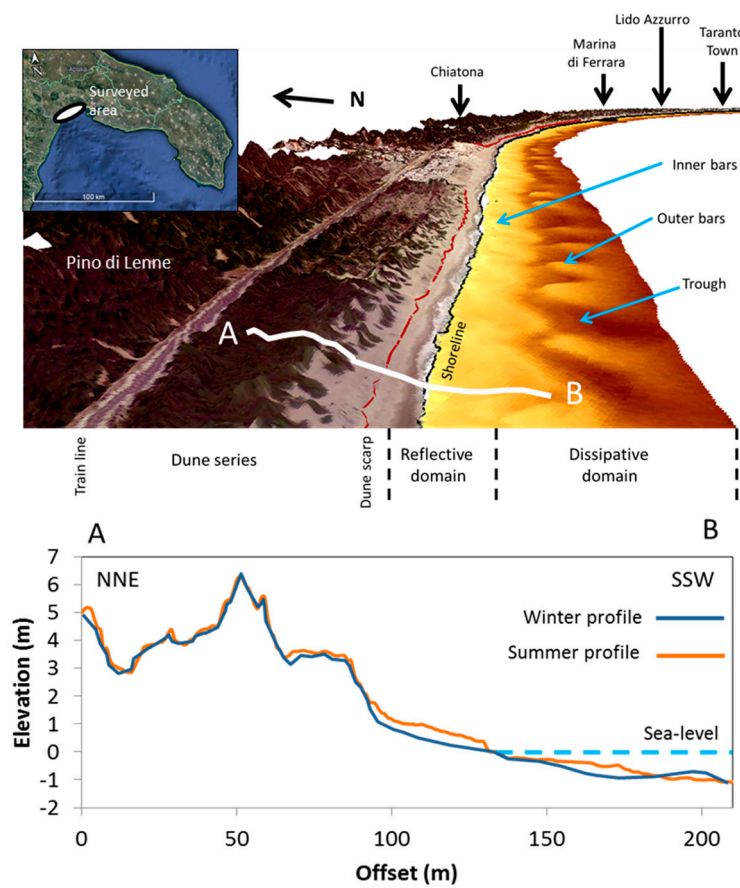 Lido Azzurro
Taranto
Town
Marina
di Ferrara
Chiatona
N
N
Surveyed
area
100 km
Inner bars
Outer bars
Trough
Pino di Lenne
A
Shoreline
B
Train line
Dune series
Dune scarp
Reflective
domain
Dissipative
domain
A
B
7
6
5
4
3
2
1
0
-1
-2
NNE
SSW
Winter profile
Summer profile
Sea-level
Elevation (m)
0
50
100
150
200
Offset (m)